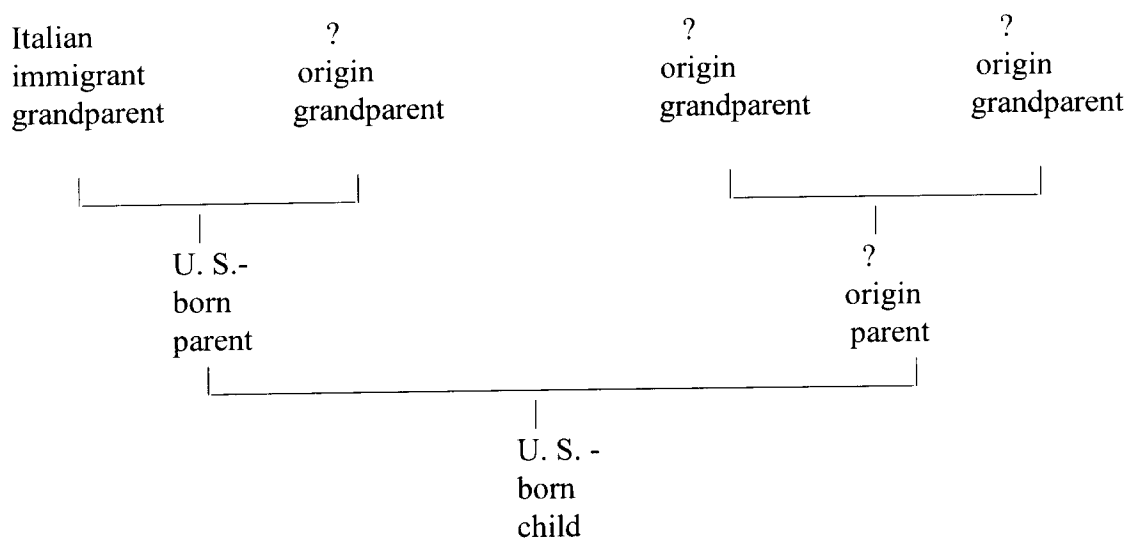 Italian
immigrant
grandparent
?
origin
grandparent
?
origin
grandparent
?
origin
grandparent
U. S.-
born
parent
?
origin
parent
U. S. -
born
child